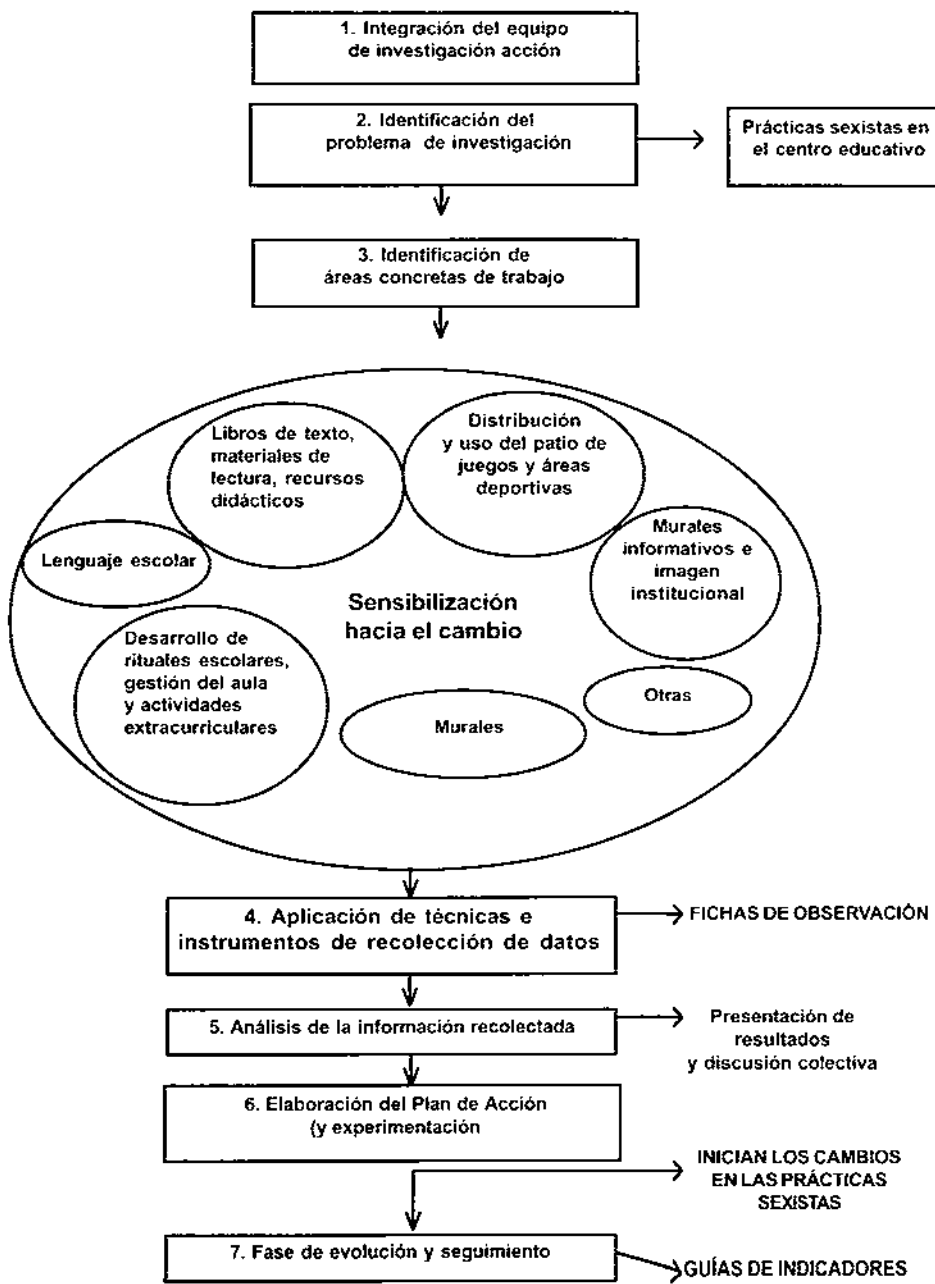 1. Integración del equipo
de investigación acción
2. Identificación del
problema de investigación
Prácticas sexistas en
el centro educativo
3. Identificación de
áreas concretas de trabajo
Libros de texto,
materiales de
lectura, recursos
didácticos
Distribución
y uso del patio de
juegos y áreas
deportivas
Lenguaje escolar
Murales
informativos e
imagen
institucional
Sensibilización
hacia el cambio
Desarrollo de
rituales escolares,
gestión del aula
y actividades
extracurriculares
Murales
Otras
4. Aplicación de técnicas e
instrumentos de recolección de datos
FICHAS DE OBSERVACIÓN
5. Análisis de la información recolectada
Presentación de
resultados
y discusión colectiva
6. Elaboración del Plan de Acción
(y experimentación
INICIAN LOS CAMBIOS
EN LAS PRÁCTICAS
SEXISTAS
7. Fase de evolución y seguimiento
GUÍAS DE INDICADORES